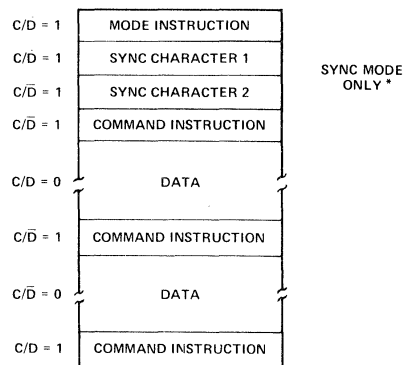 C/D̅ = 1 MODE INSTRUCTION
C/D̅ = 1 SYNC CHARACTER 1
C/D̅ = 1 SYNC CHARACTER 2
SYNC MODE
ONLY *
C/D̅ = 1 COMMAND INSTRUCTION
C/D̅ = 0 DATA
C/D̅ = 1 COMMAND INSTRUCTION
C/D̅ = 0 DATA
C/D̅ = 1 COMMAND INSTRUCTION